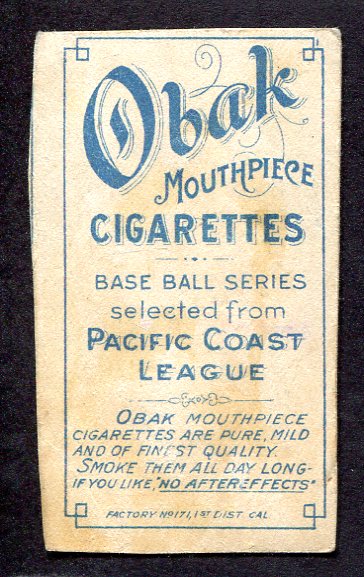 Obak
MOUTHPIECE
CIGARETTES
BASE BALL SERIES
selected from
PACIFIC COAST
LEAGUE
OBAK MOUTHPIECE
CIGARETTES ARE PURE, MILD
AND OF FINEST QUALITY.
SMOKE THEM ALL DAY LONG-
IF YOU LIKE, "NO AFTEREFFECTS"
FACTORY No 171, 1ST DIST. CAL.